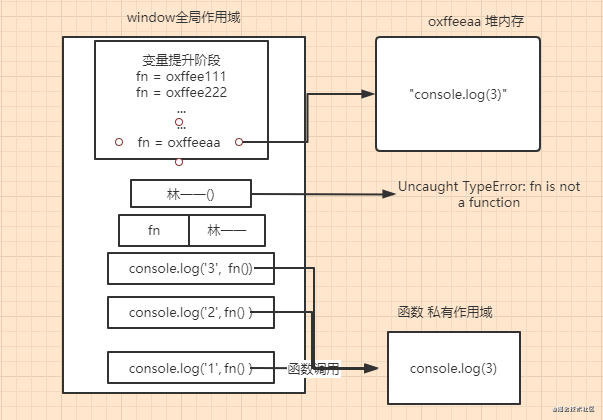 window全局作用域
oxffeeaa 堆内存
变量提升阶段
fn = oxffee111
fn = oxffee222
...
...
fn = oxffeeaa
"console.log(3)"
林一一()
Uncaught TypeError: fn is not
a function
fn
林一一
console.log('3', fn())
console.log('2', fn() )
函数 私有作用域
console.log('1', fn() )
函数调用
console.log(3)
@掘金技术社区